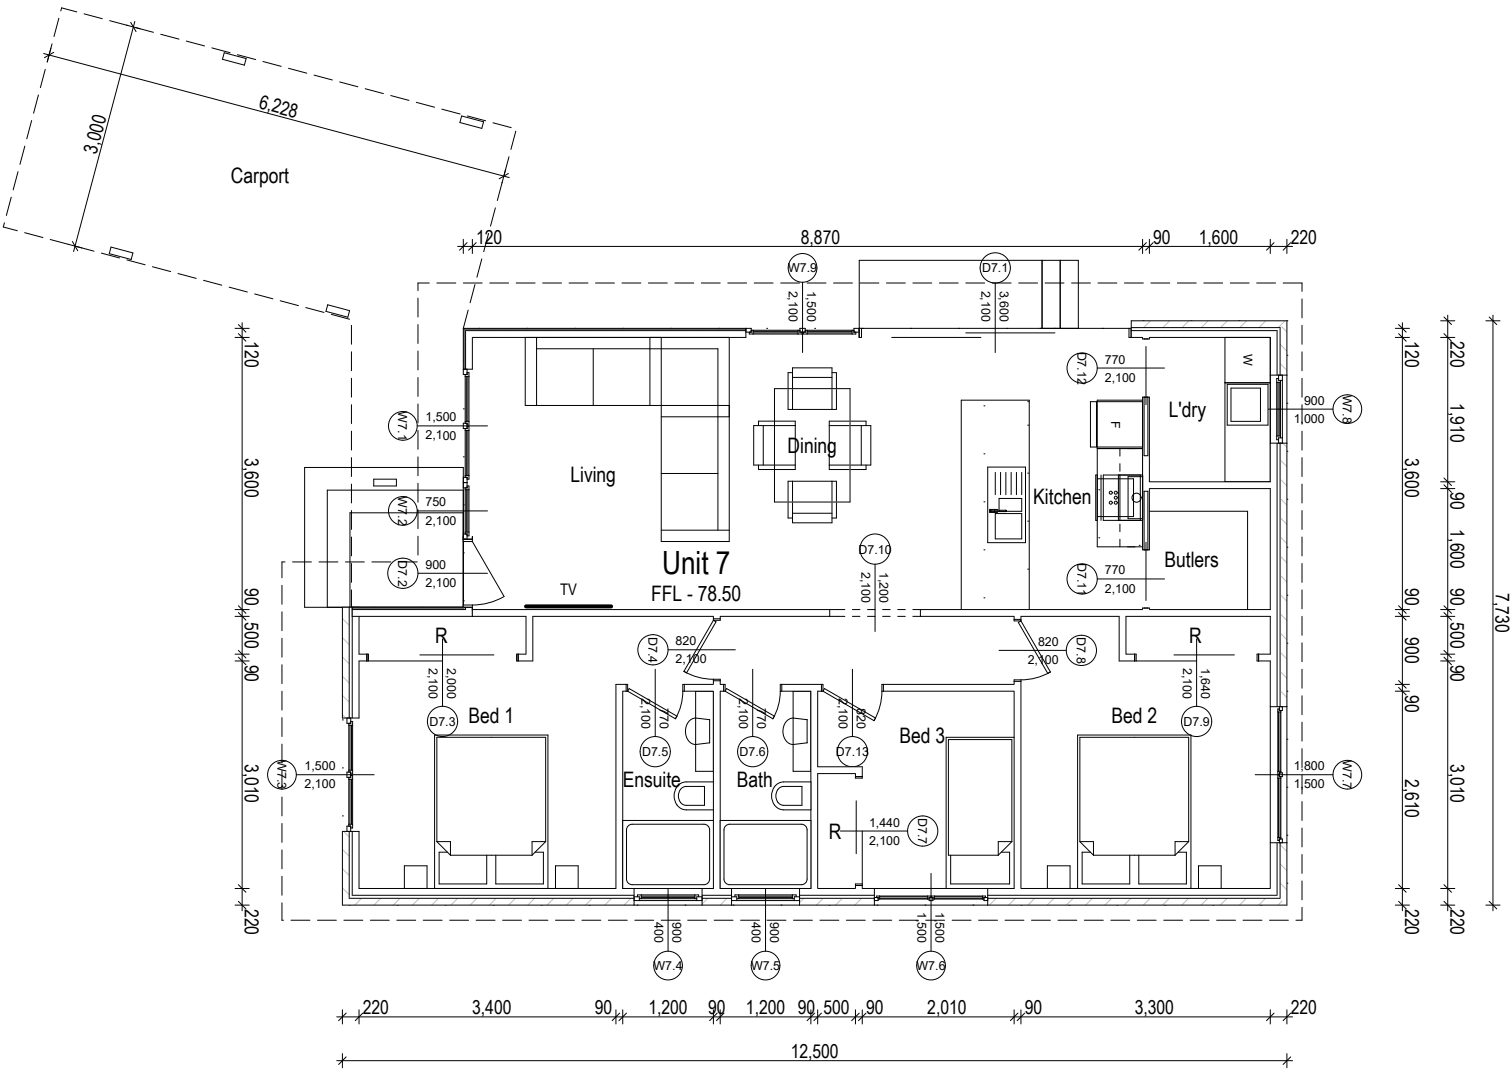 6,228
3,000
Carport
120
8,870
90
1,600
220
W7.9
1,500
2,100
D7.1
3,600
2,100
120
3,600
90
500
90
3,010
220
W7.1
1,500
2,100
W7.2
750
2,100
D7.2
900
2,100
Living
Dining
Kitchen
F
W
L'dry
Butlers
D7.12
770
2,100
D7.11
770
2,100
W7.8
900
1,000
Unit 7
FFL - 78.50
TV
D7.10
1,200
2,100
R
D7.3
2,000
2,100
Bed 1
D7.4
820
2,100
D7.5
770
2,100
Ensuite
D7.6
770
2,100
Bath
D7.13
820
2,100
Bed 3
R
D7.7
1,440
2,100
D7.8
820
2,100
R
D7.9
1,640
2,100
Bed 2
W7.3
1,500
2,100
W7.7
1,800
1,500
W7.4
900
400
W7.5
900
400
W7.6
1,500
1,500
120
3,600
90
900
90
2,610
220
220
1,910
90
1,600
90
500
90
3,010
220
7,730
220
3,400
90
1,200
90
1,200
90
500
90
2,010
90
3,300
220
12,500